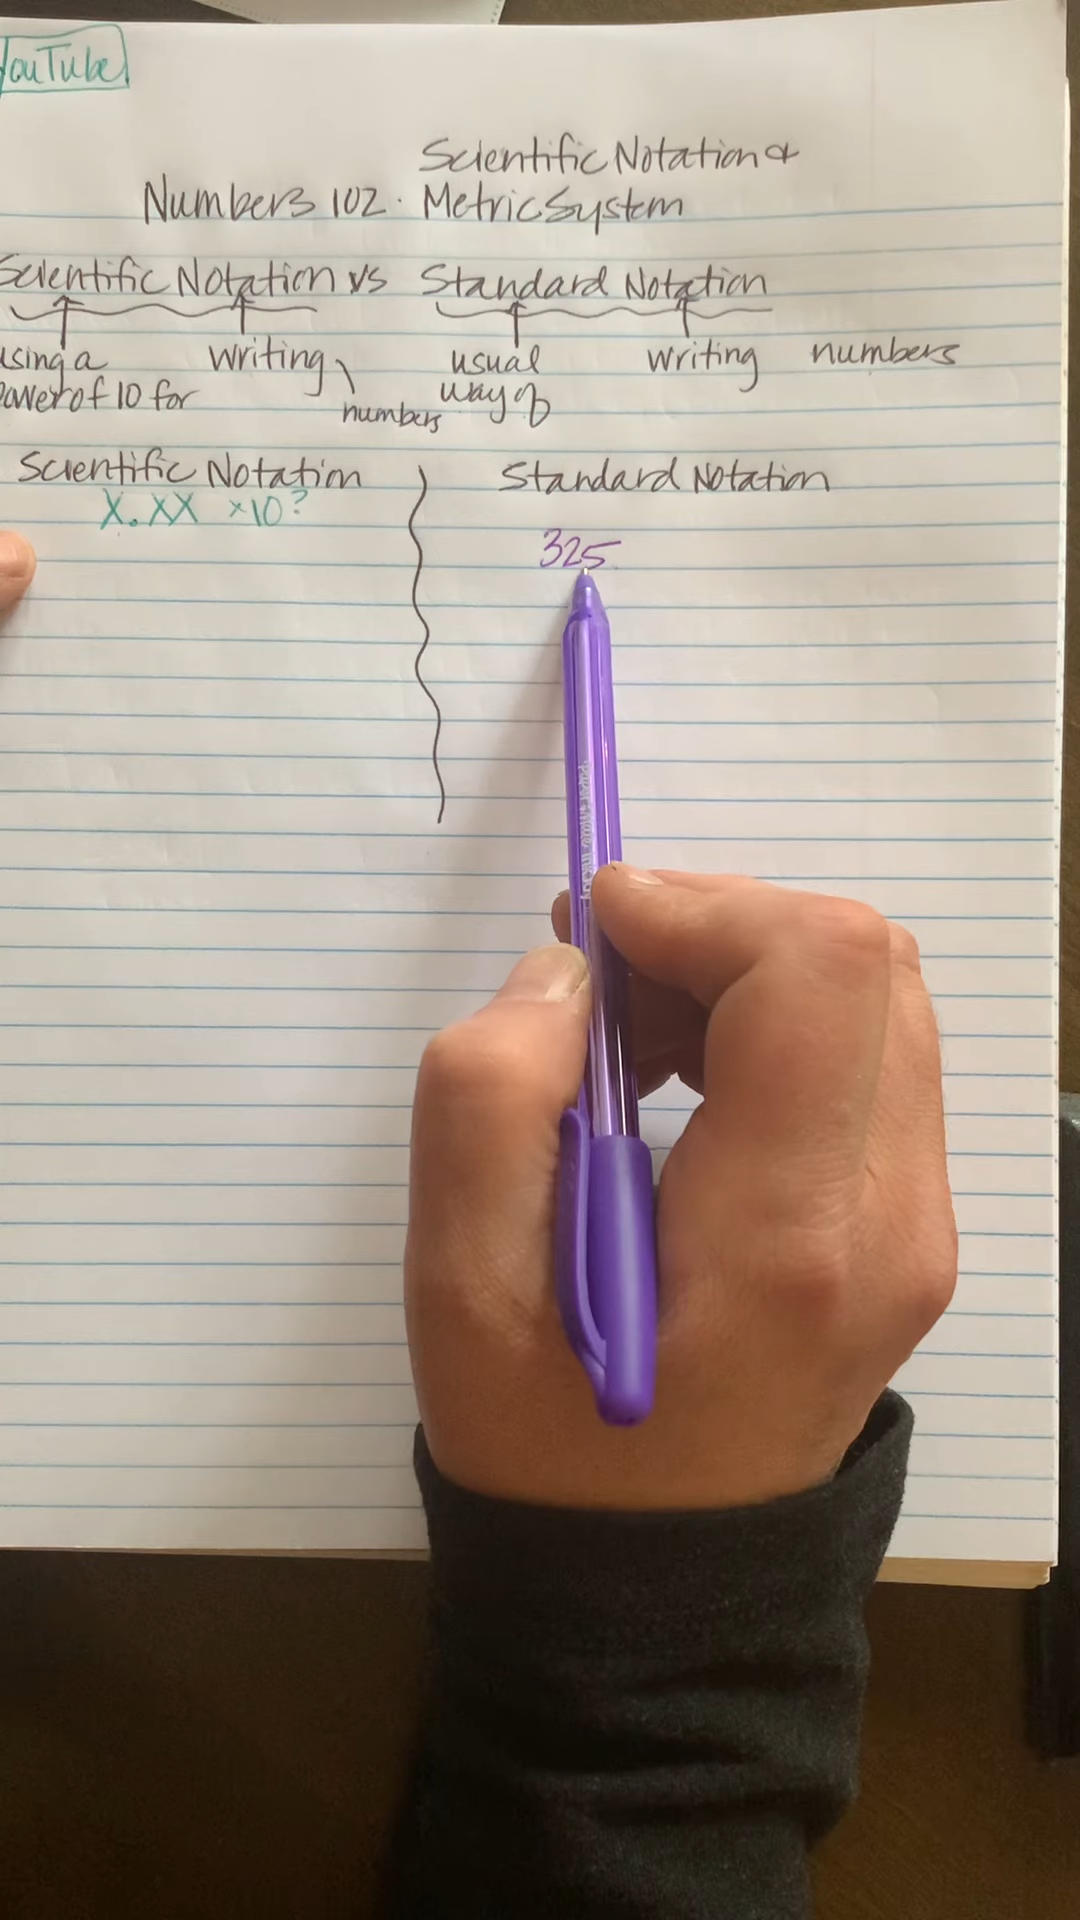 YouTube
Scientific Notation &
Numbers 102. Metric System
Scientific Notation vs Standard Notation
using a writing usual writing numbers
power of 10 for numbers way of
Scientific Notation Standard Notation
X.XX ×10?
325.